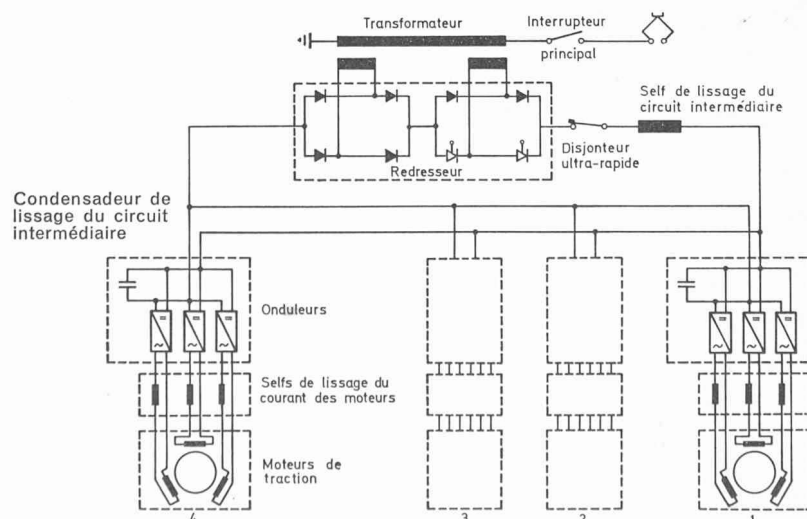 Transformateur
Interrupteur
principal
Self de lissage du
circuit intermédiaire
Disjonteur
ultra-rapide
Redresseur
Condensadeur de
lissage du circuit
intermédiaire
Onduleurs
Selfs de lissage du
courant des moteurs
Moteurs de
traction
4
3
2
1